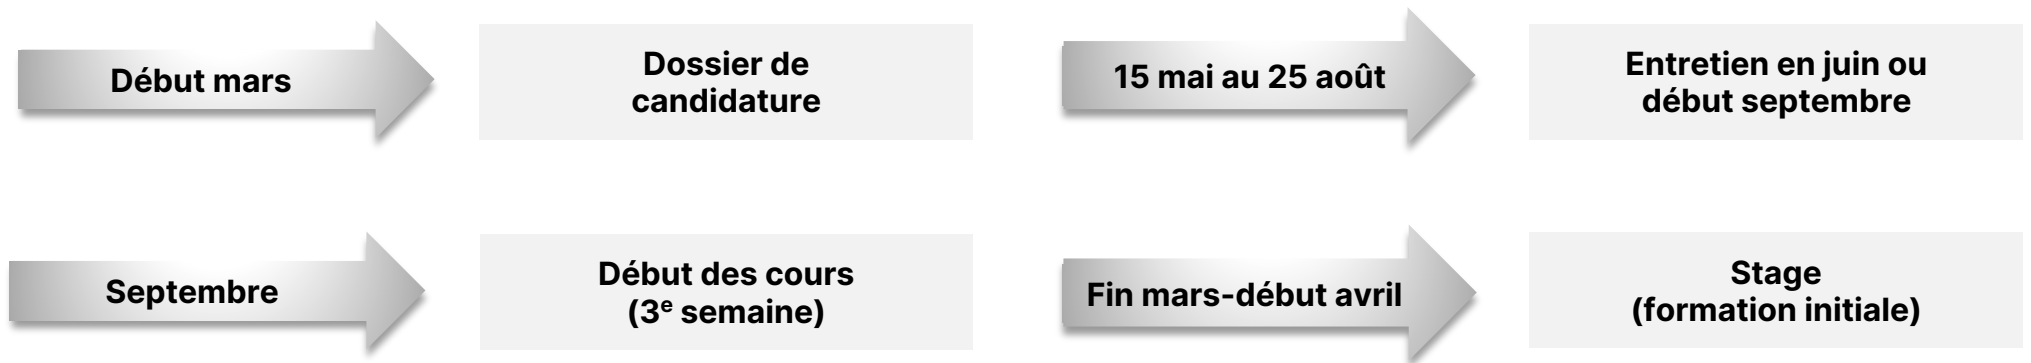 Début mars
Dossier de
candidature
15 mai au 25 août
Entretien en juin ou
début septembre
Septembre
Début des cours
(3e semaine)
Fin mars-début avril
Stage
(formation initiale)